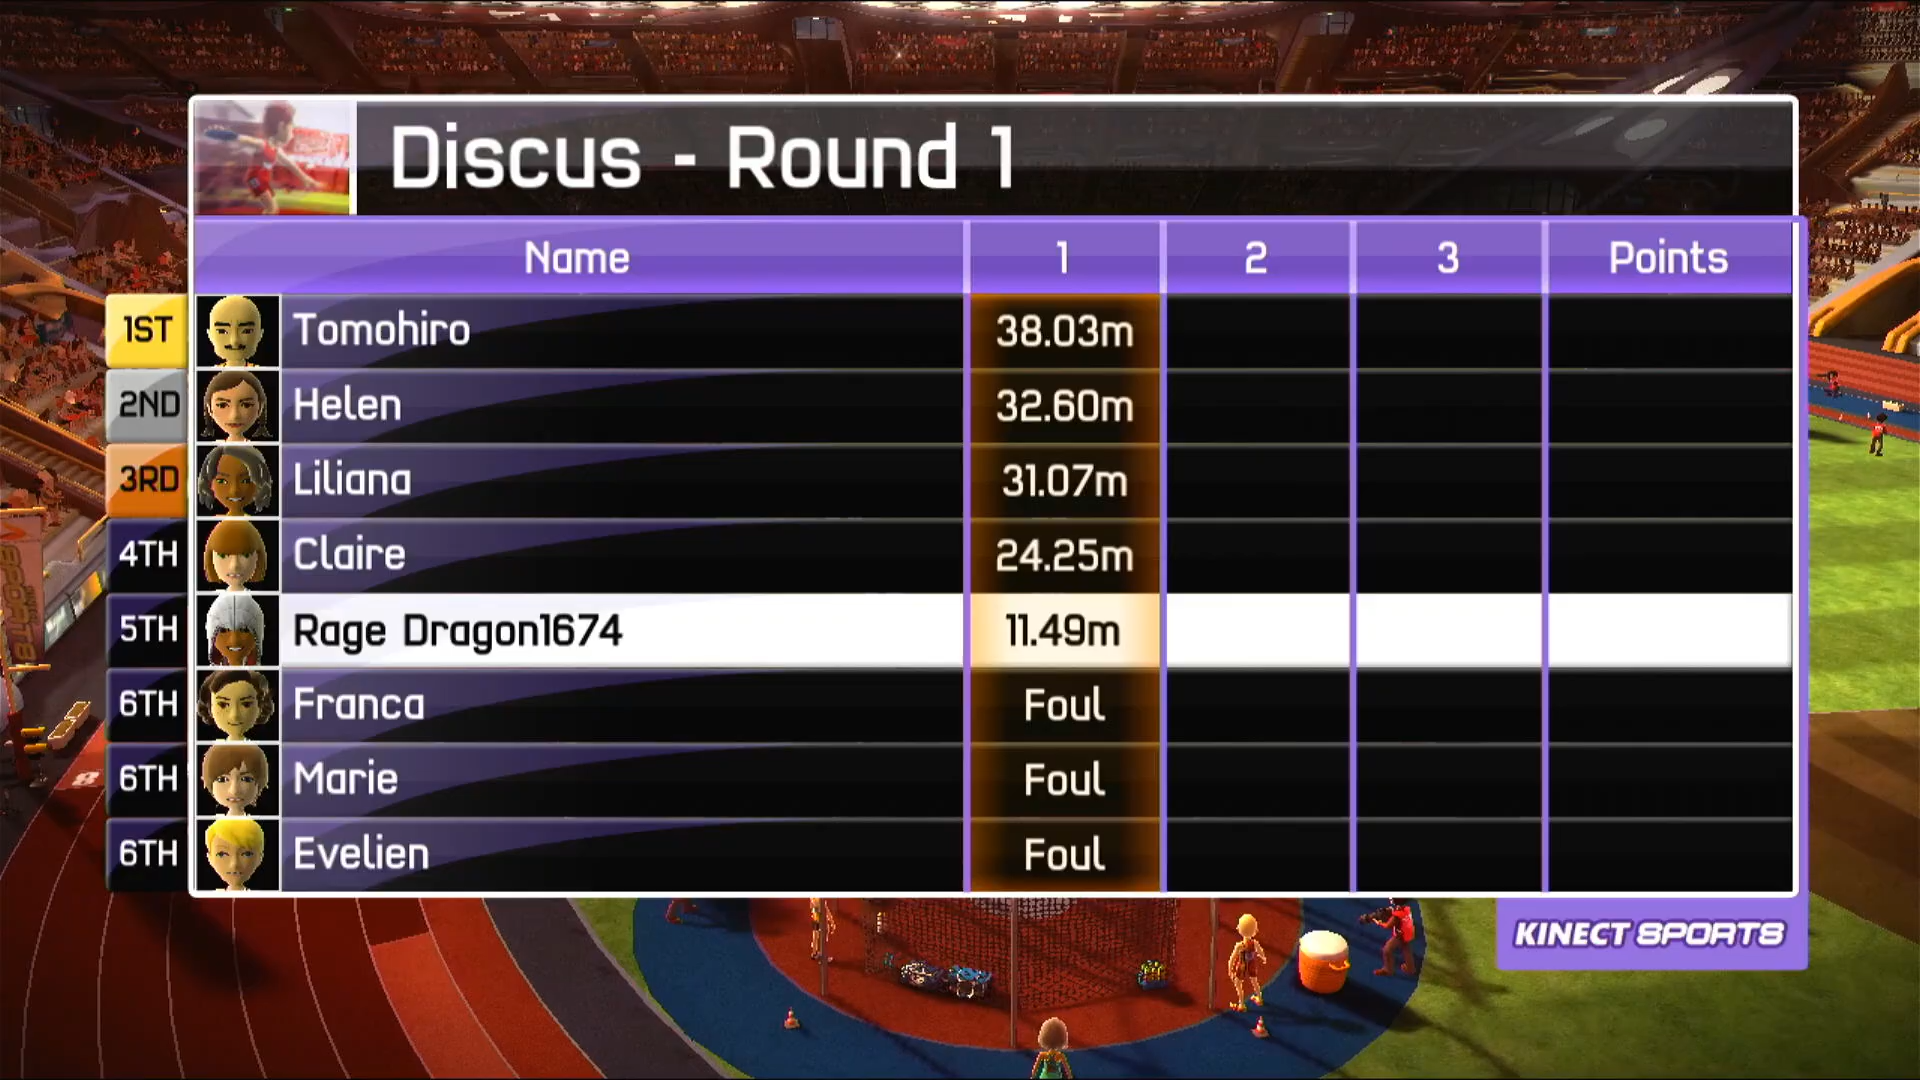 Discus - Round 1
Name 1 2 3 Points
1ST Tomohiro 38.03m
2ND Helen 32.60m
3RD Liliana 31.07m
4TH Claire 24.25m
5TH Rage Dragon1674 11.49m
6TH Franca Foul
6TH Marie Foul
6TH Evelien Foul
KINECT SPORTS
8